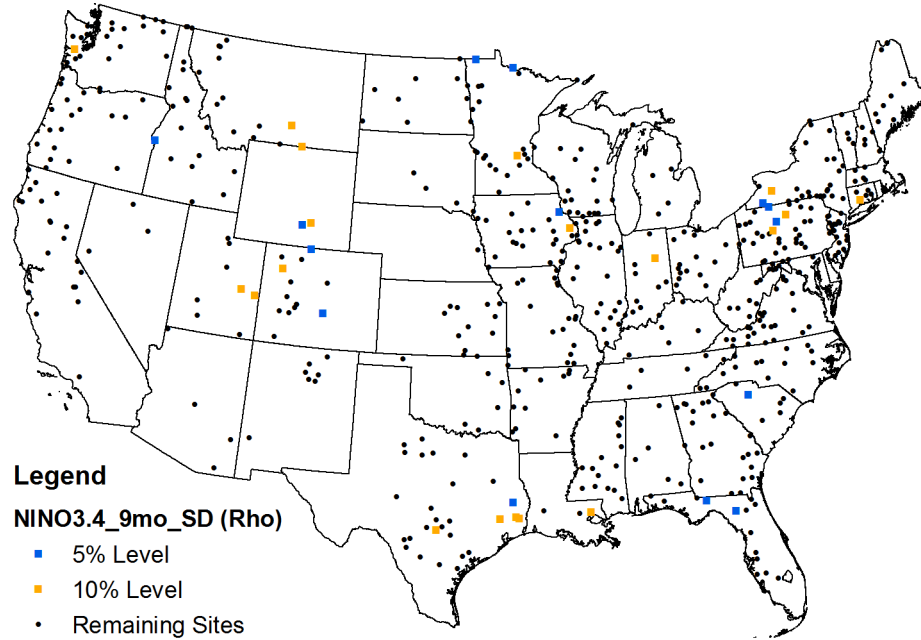 Legend
NINO3.4_9mo_SD (Rho)
5% Level
10% Level
Remaining Sites